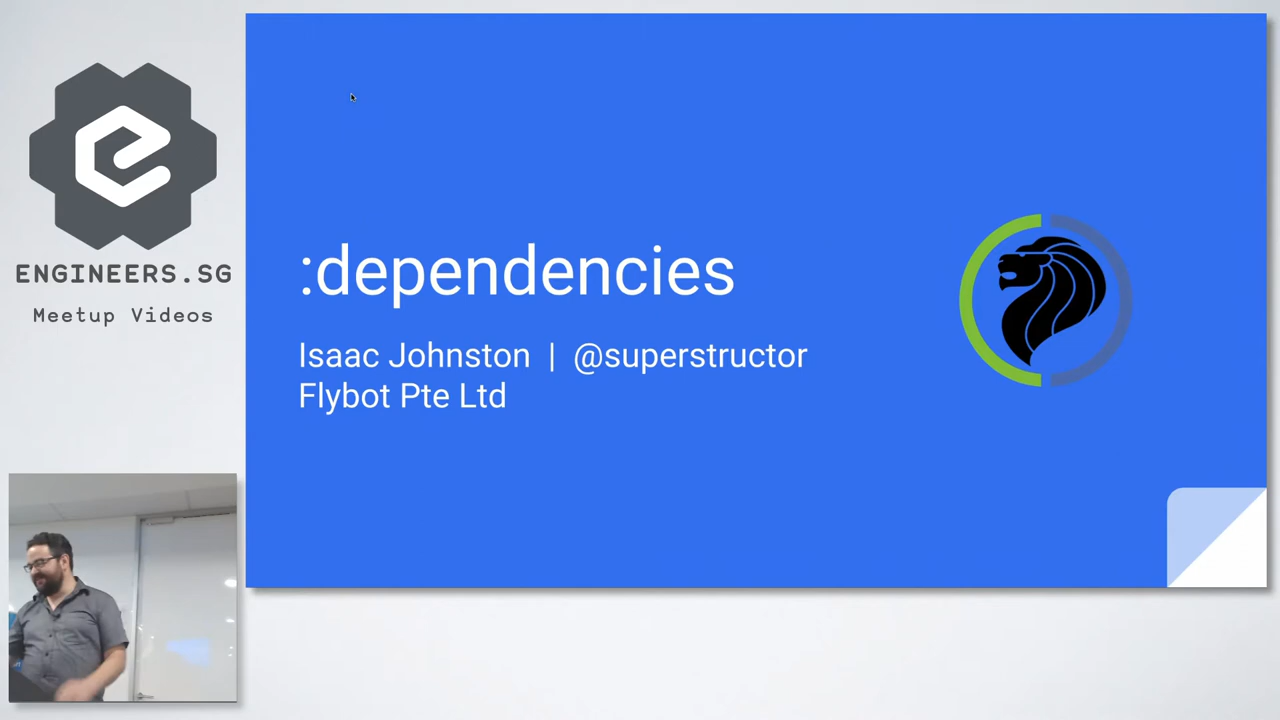 ENGINEERS.SG
Meetup Videos
:dependencies
Isaac Johnston | @superstructor
Flybot Pte Ltd